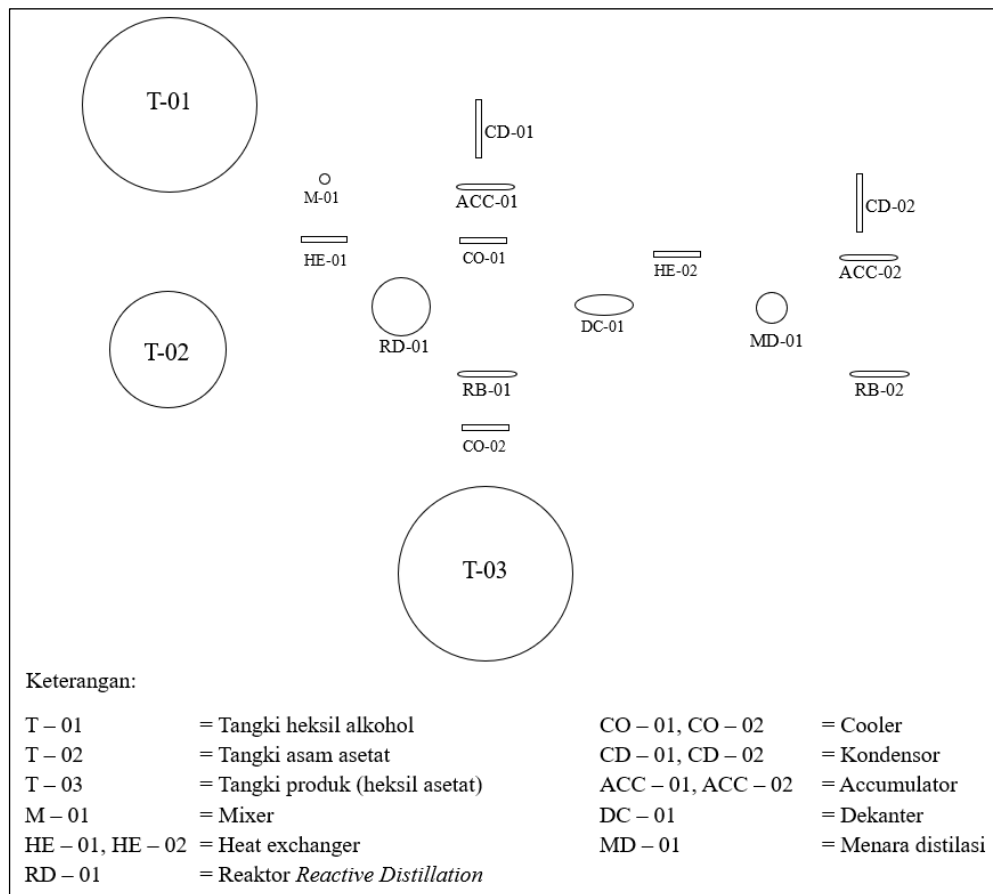 T-01
CD-01
M-01
ACC-01
CD-02
HE-01
CO-01
HE-02
ACC-02
T-02
RD-01
DC-01
MD-01
RB-01
RB-02
CO-02
T-03
Keterangan:
T – 01 = Tangki heksil alkohol
T – 02 = Tangki asam asetat
T – 03 = Tangki produk (heksil asetat)
M – 01 = Mixer
HE – 01, HE – 02 = Heat exchanger
RD – 01 = Reaktor Reactive Distillation
CO – 01, CO – 02 = Cooler
CD – 01, CD – 02 = Kondensor
ACC – 01, ACC – 02 = Accumulator
DC – 01 = Dekanter
MD – 01 = Menara distilasi